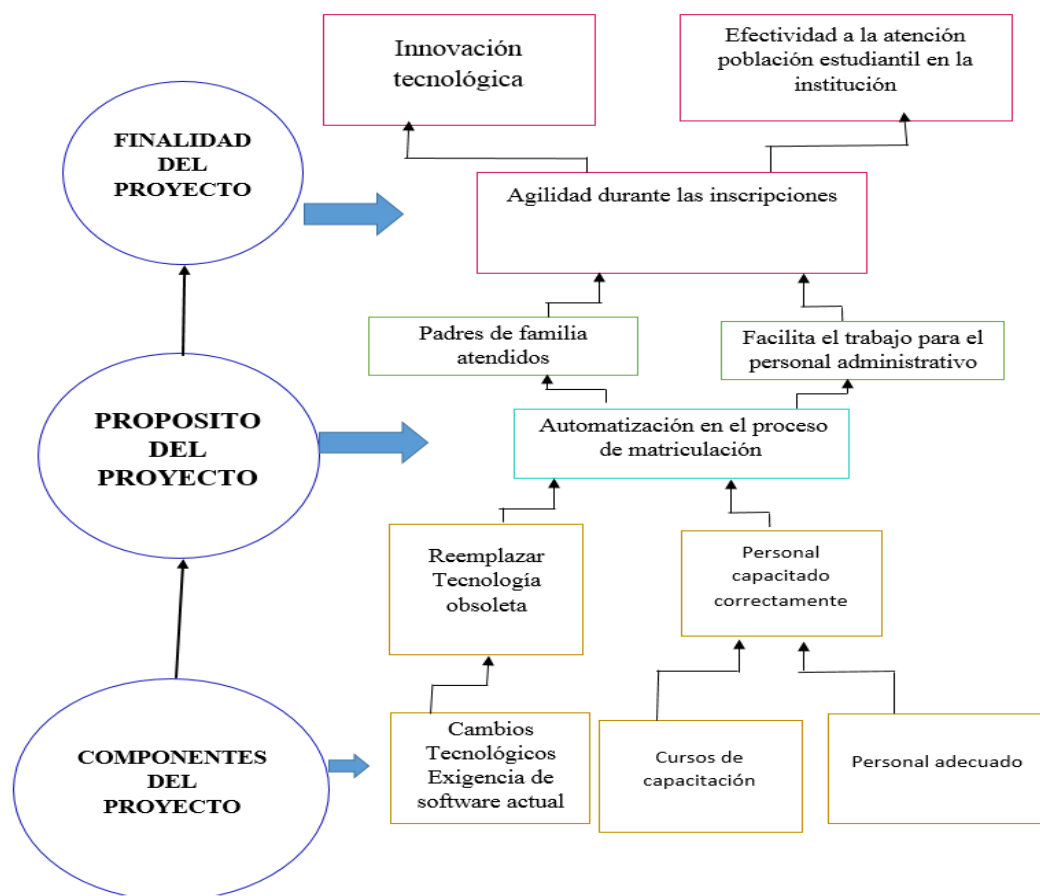 Innovación
tecnológica
Efectividad a la atención
población estudiantil en la
institución
FINALIDAD
DEL
PROYECTO
Agilidad durante las inscripciones
Padres de familia
atendidos
Facilita el trabajo para el
personal administrativo
PROPOSITO
DEL
PROYECTO
Automatización en el proceso
de matriculación
Reemplazar
Tecnología
obsoleta
Personal
capacitado
correctamente
COMPONENTES
DEL
PROYECTO
Cambios
Tecnológicos
Exigencia de
software actual
Cursos de
capacitación
Personal adecuado